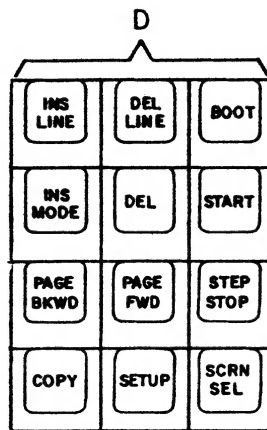 D
INS LINE DEL LINE BOOT
INS MODE DEL START
PAGE BKWD PAGE FWD STEP STOP
COPY SETUP SCRN SEL